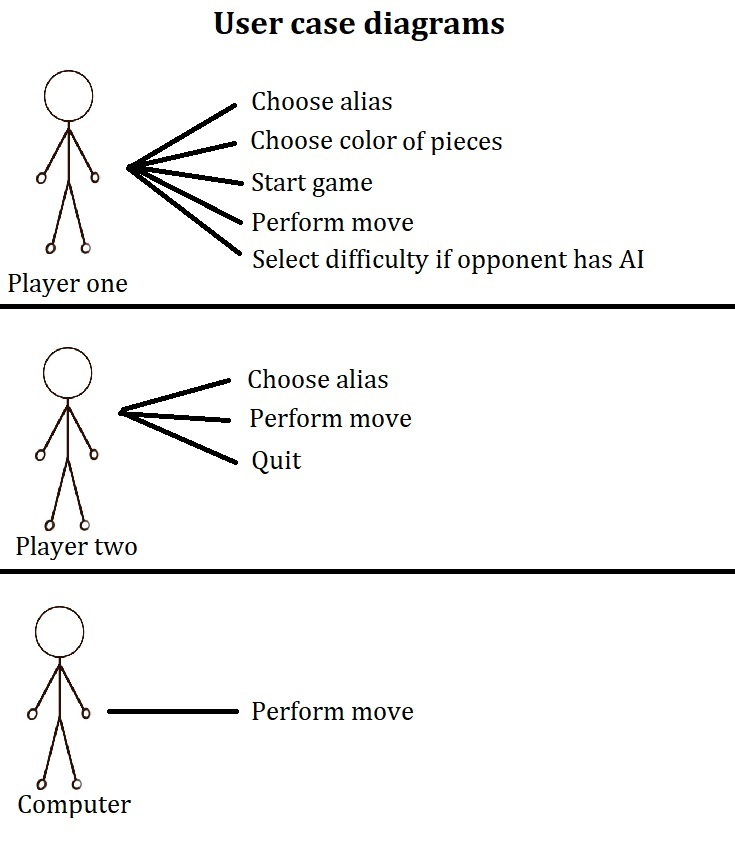 User case diagrams
Choose alias
Choose color of pieces
Start game
Perform move
Select difficulty if opponent has AI
Player one
Choose alias
Perform move
Quit
Player two
Perform move
Computer